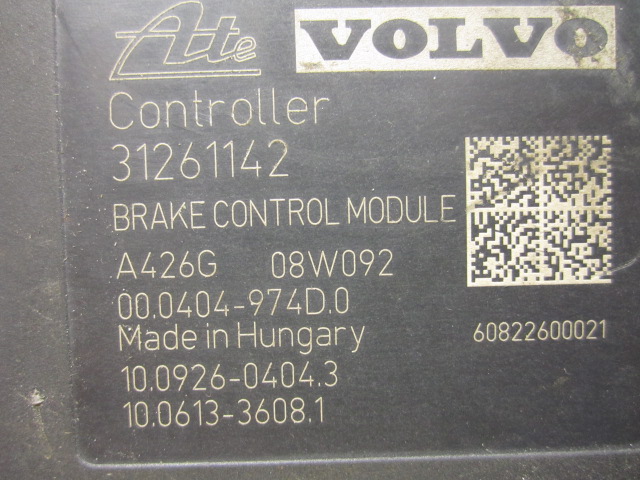 Ate VOLVO
Controller
31261142
BRAKE CONTROL MODULE
A426G 08W092
00.0404-974D.0
Made in Hungary 60822600021
10.0926-0404.3
10.0613-3608.1